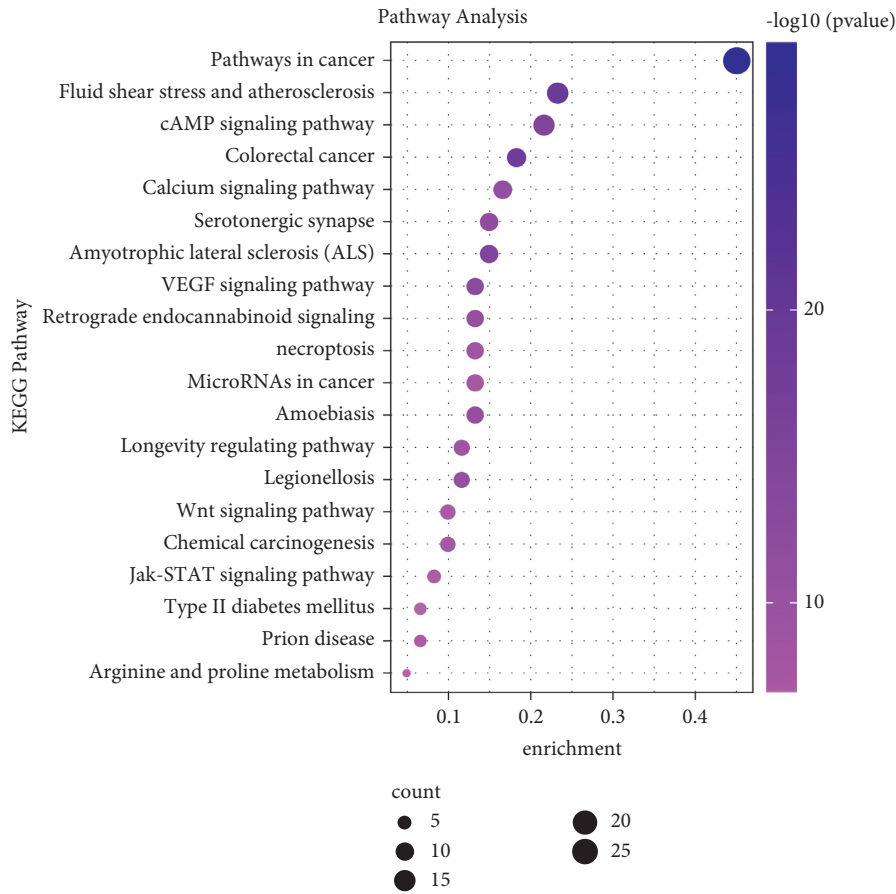 Pathway Analysis
-log10 (pvalue)
Pathways in cancer
Fluid shear stress and atherosclerosis
cAMP signaling pathway
Colorectal cancer
Calcium signaling pathway
Serotonergic synapse
Amyotrophic lateral sclerosis (ALS)
VEGF signaling pathway
Retrograde endocannabinoid signaling
necroptosis
MicroRNAs in cancer
Amoebiasis
Longevity regulating pathway
Legionellosis
Wnt signaling pathway
Chemical carcinogenesis
Jak-STAT signaling pathway
Type II diabetes mellitus
Prion disease
Arginine and proline metabolism
KEGG Pathway
20
10
0.1 0.2 0.3 0.4
enrichment
count
5
10
15
20
25